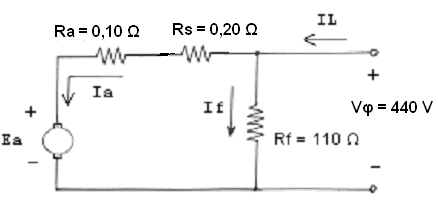 Ra = 0,10 Ω
Rs = 0,20 Ω
IL
Ia
If
+
+
Ea
–
Rf = 110 Ω
Vφ = 440 V
–